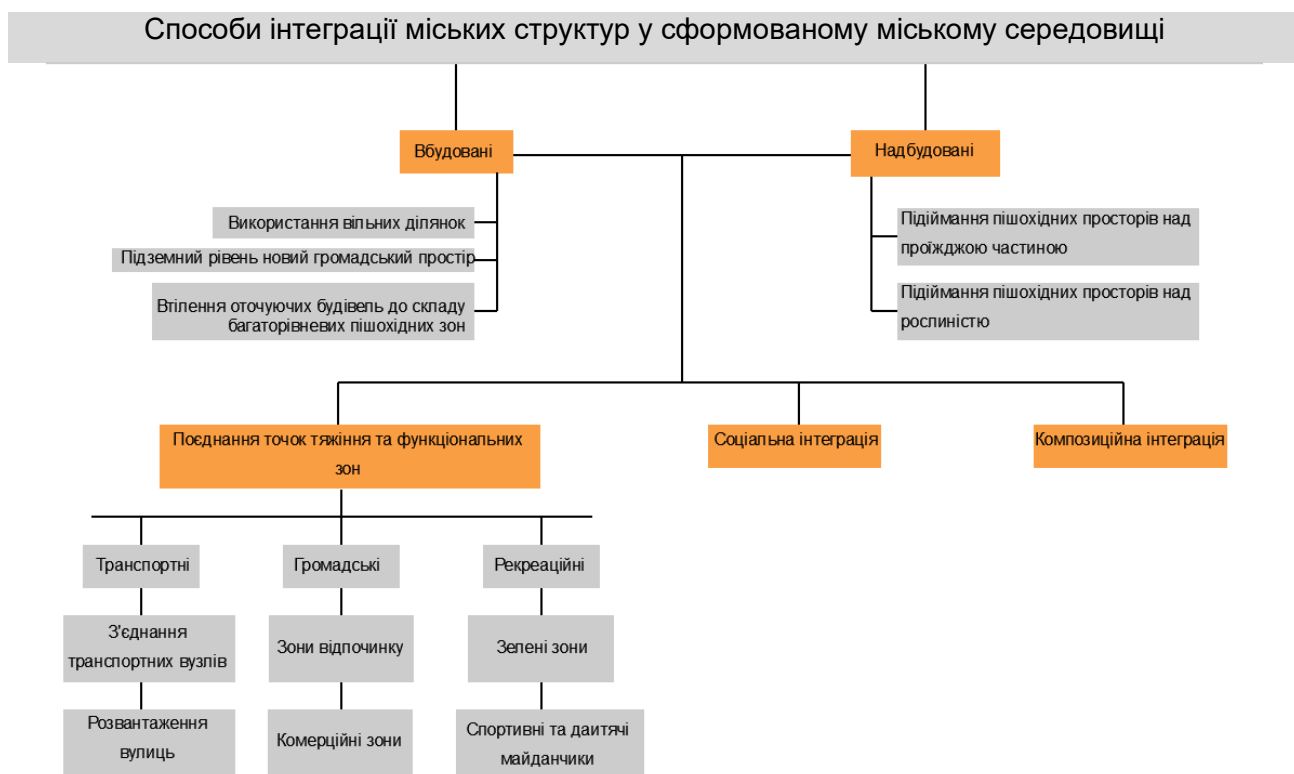 Способи інтеграції міських структур у сформованому міському середовищі
Вбудовані
Надбудовані
Використання вільних ділянок
Підземний рівень новий громадський простір
Втілення оточуючих будівель до складу
багаторівневих пішохідних зон
Підіймання пішохідних просторів над
проїжджою частиною
Підіймання пішохідних просторів над
рослиністю
Поєднання точок тяжіння та функціональних
зон
Соціальна інтеграція
Композиційна інтеграція
Транспортні
Громадські
Рекреаційні
З'єднання
транспортних вузлів
Зони відпочинку
Зелені зони
Розвантаження
вулиць
Комерційні зони
Спортивні та даитячі
майданчики